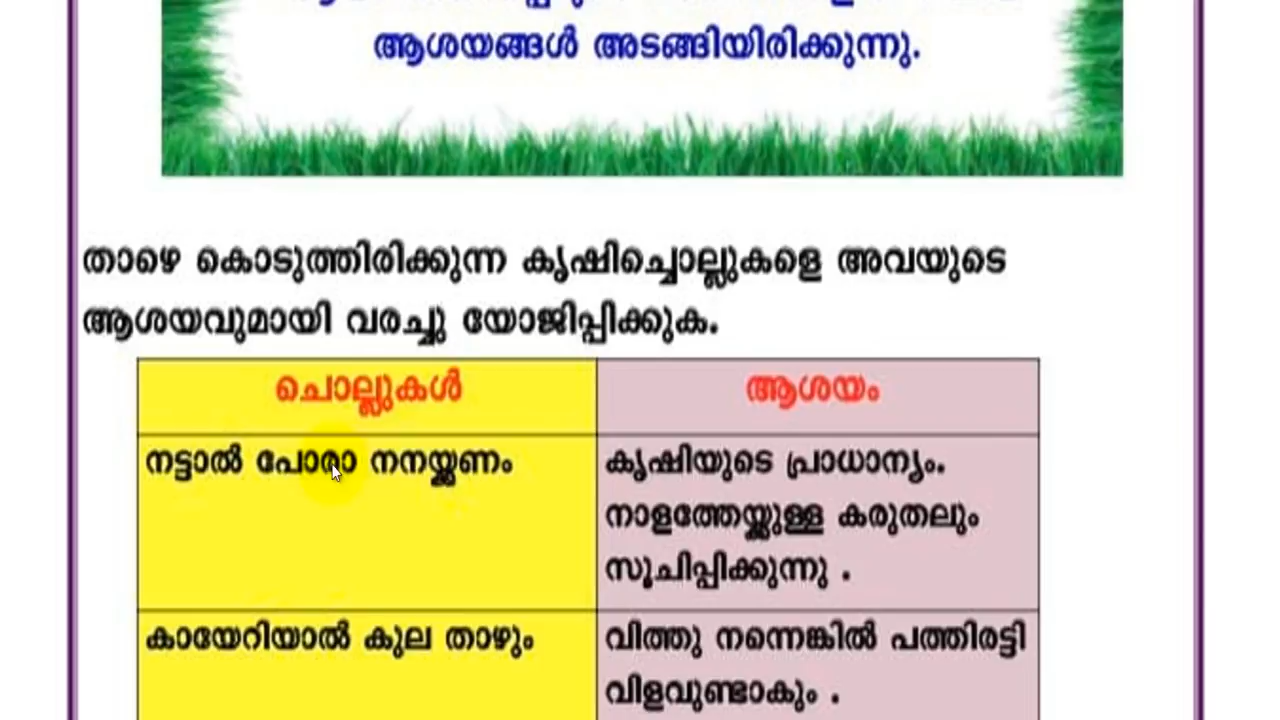 ആശയങ്ങൾ അടങ്ങിയിരിക്കുന്നു.
താഴെ കൊടുത്തിരിക്കുന്ന കൃഷിച്ചൊല്ലുകളെ അവയുടെ
ആശയവുമായി വരച്ചു യോജിപ്പിക്കുക.
ചൊല്ലുകൾ
ആശയം
നട്ടാൽ പോരാ നനയ്ക്കണം
കൃഷിയുടെ പ്രാധാന്യം.
നാളത്തേയ്ക്കുള്ള കരുതലും
സൂചിപ്പിക്കുന്നു .
കായേറിയാൽ കുല താഴും
വിത്തു നന്നെങ്കിൽ പത്തിരട്ടി
വിളവുണ്ടാകും .